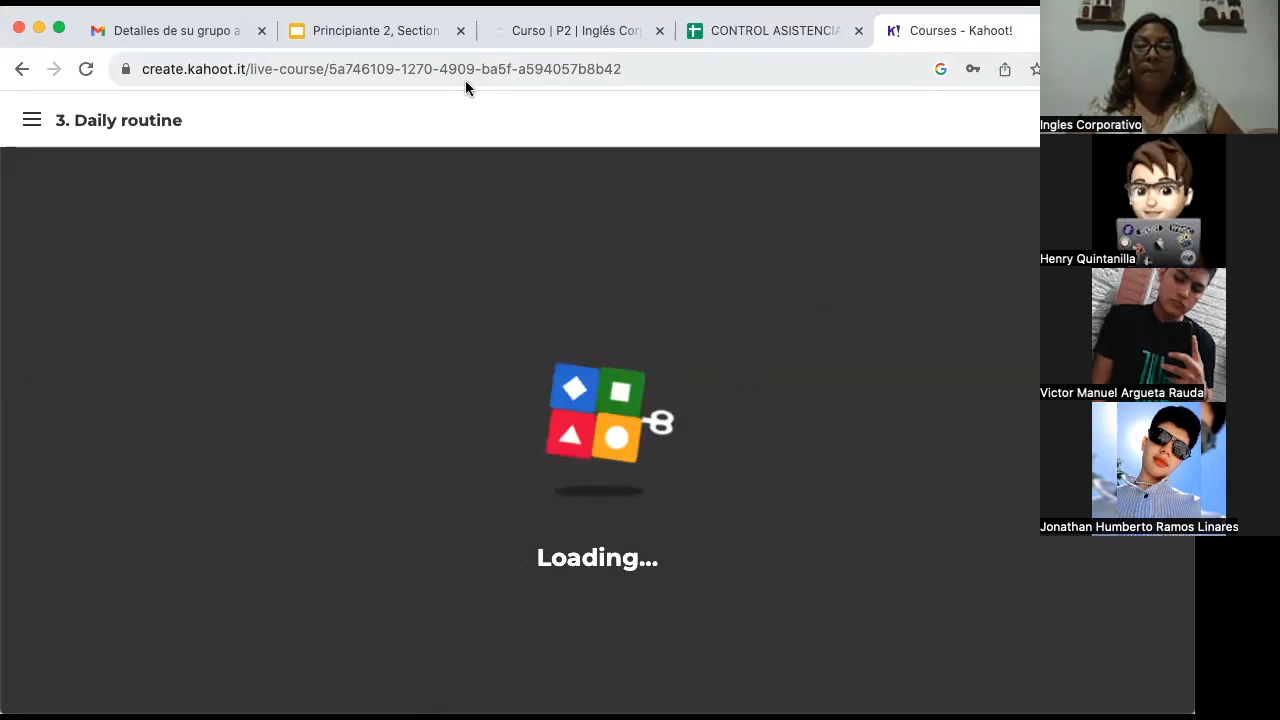 Detalles de su grupo a
Principiante 2, Section
Curso | P2 | Inglés Cor
CONTROL ASISTENCIA
K! Courses - Kahoot!
create.kahoot.it/live-course/5a746109-1270-4909-ba5f-a594057b8b42
3. Daily routine
Loading...
Ingles Corporativo
Henry Quintanilla
Victor Manuel Argueta Rauda
Jonathan Humberto Ramos Linares